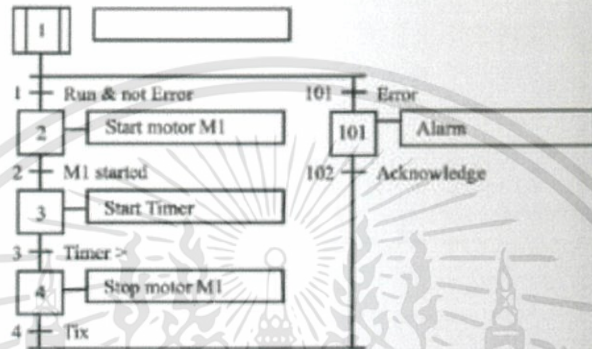 1
1 Run & not Error
101 Error
2 Start motor M1
101 Alarm
2 M1 started
102 Acknowledge
3 Start Timer
3 Timer >
4 Stop motor M1
4 Tix